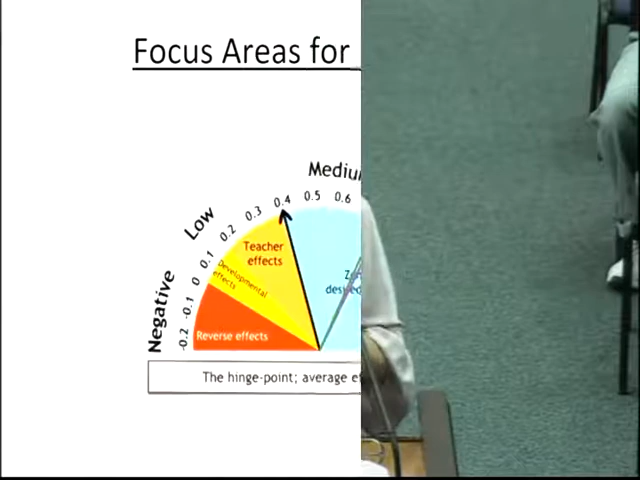 Focus Areas for
Medium
Low
Negative
-0.2 -0.1 0 0.1 0.2 0.3 0.4 0.5 0.6
Teacher
effects
Developmental
effects
Reverse effects
The hinge-point; average